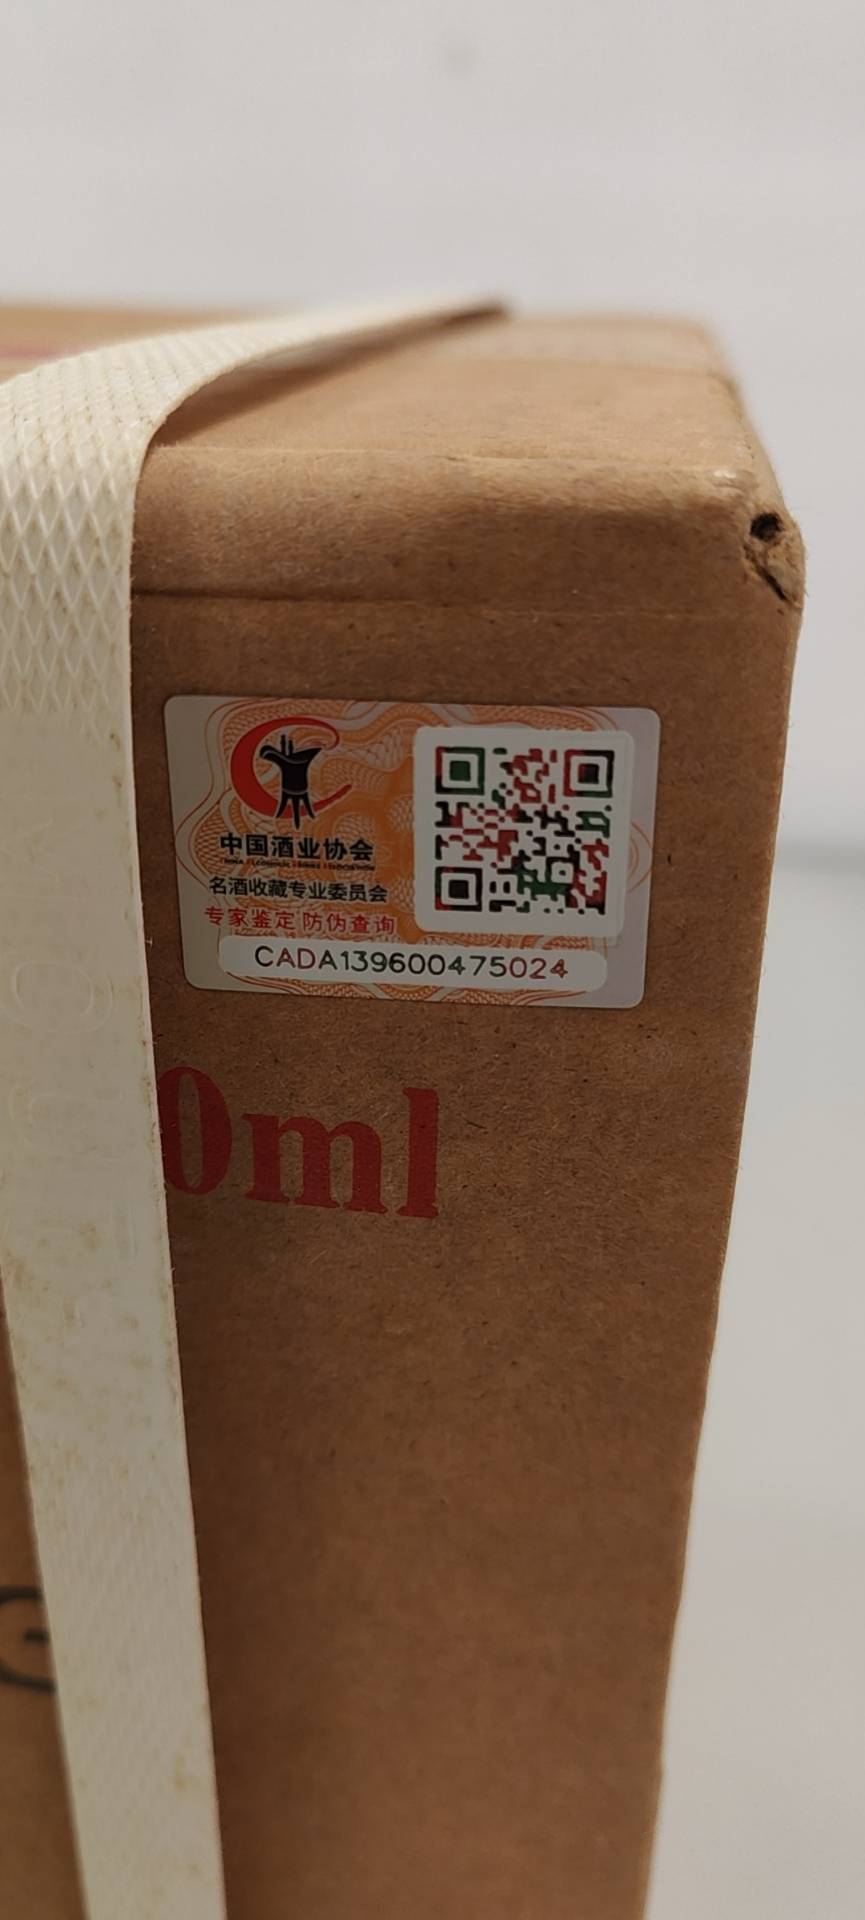 中国酒业协会
名酒收藏专业委员会
专家鉴定 防伪查询
CADA139600475024
0ml